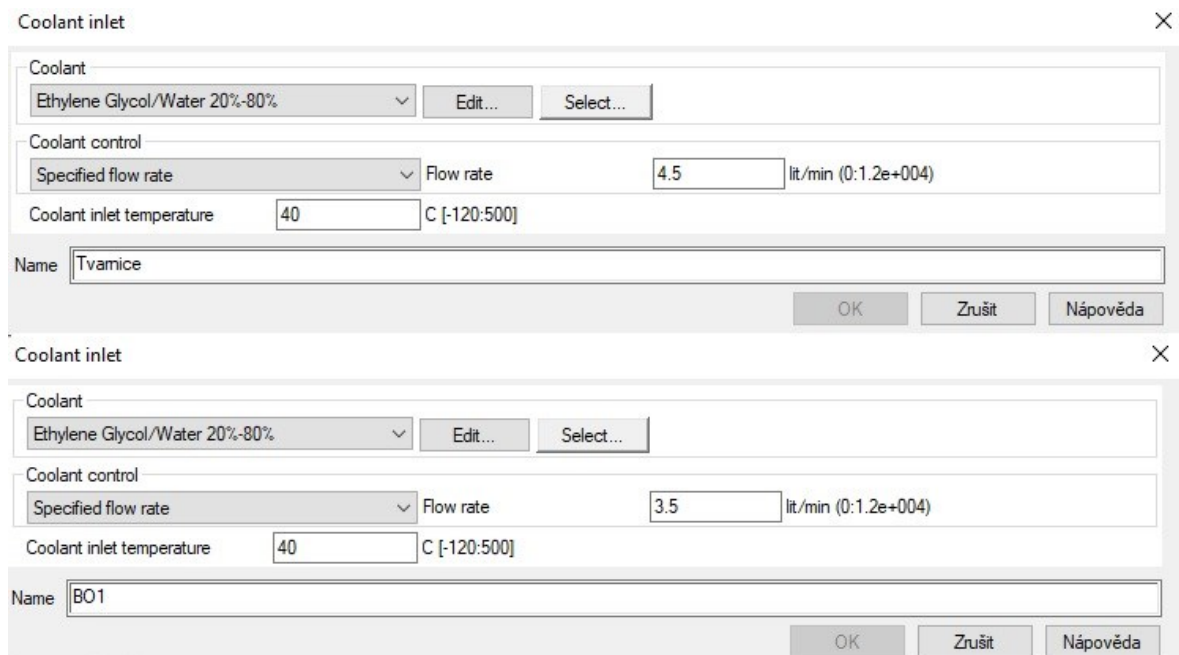 Coolant inlet
Coolant
Ethylene Glycol/Water 20%-80% Edit... Select...
Coolant control
Specified flow rate Flow rate 4.5 lit/min (0:1.2e+004)
Coolant inlet temperature 40 C [-120:500]
Name Tvarnice
OK Zrušit Nápověda
Coolant inlet
Coolant
Ethylene Glycol/Water 20%-80% Edit... Select...
Coolant control
Specified flow rate Flow rate 3.5 lit/min (0:1.2e+004)
Coolant inlet temperature 40 C [-120:500]
Name BO1
OK Zrušit Nápověda